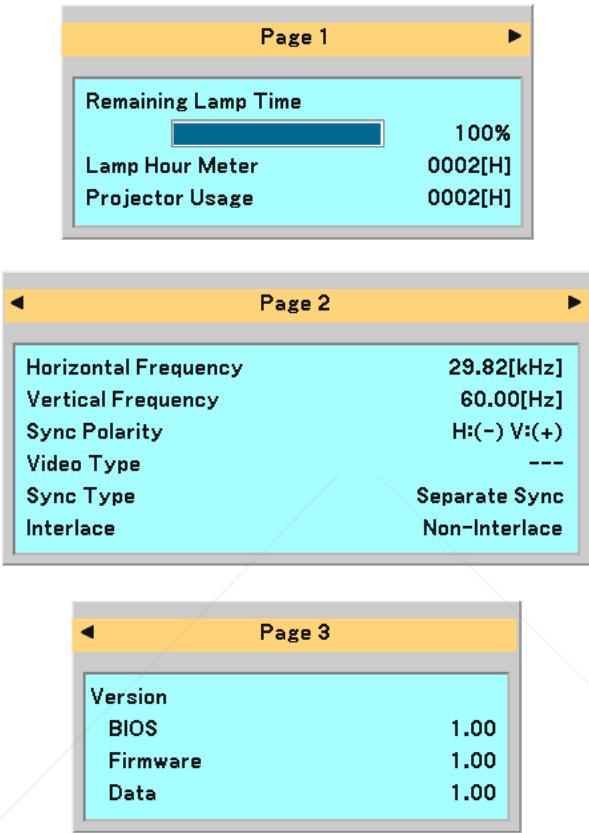 Page 1 ▶
Remaining Lamp Time
100%
Lamp Hour Meter 0002[H]
Projector Usage 0002[H]
◀ Page 2 ▶
Horizontal Frequency 29.82[kHz]
Vertical Frequency 60.00[Hz]
Sync Polarity H:(-) V:(+)
Video Type ---
Sync Type Separate Sync
Interlace Non-Interlace
◀ Page 3
Version
BIOS 1.00
Firmware 1.00
Data 1.00